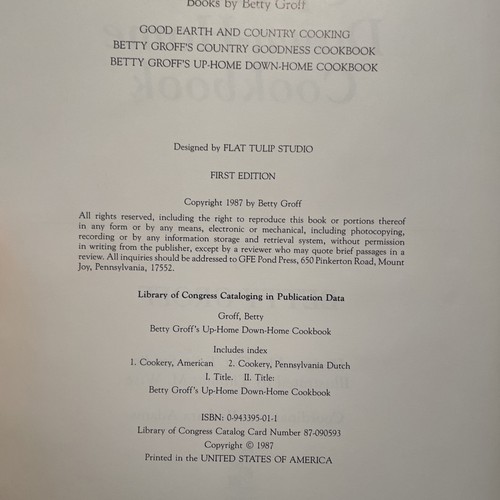 Books by Betty Groff
GOOD EARTH AND COUNTRY COOKING
BETTY GROFF'S COUNTRY GOODNESS COOKBOOK
BETTY GROFF'S UP-HOME DOWN-HOME COOKBOOK
Designed by FLAT TULIP STUDIO
FIRST EDITION
Copyright 1987 by Betty Groff
All rights reserved, including the right to reproduce this book or portions thereof
in any form or by any means, electronic or mechanical, including photocopying,
recording or by any information storage and retrieval system, without permission
in writing from the publisher, except by a reviewer who may quote brief passages in a
review. All inquiries should be addressed to GFE Pond Press, 650 Pinkerton Road, Mount
Joy, Pennsylvania, 17552.
Library of Congress Cataloging in Publication Data
Groff, Betty
Betty Groff's Up-Home Down-Home Cookbook
Includes index
1. Cookery, American 2. Cookery, Pennsylvania Dutch
I. Title. II. Title:
Betty Groff's Up-Home Down-Home Cookbook
ISBN: 0-943395-01-1
Library of Congress Catalog Card Number 87-090593
Copyright © 1987
Printed in the UNITED STATES OF AMERICA